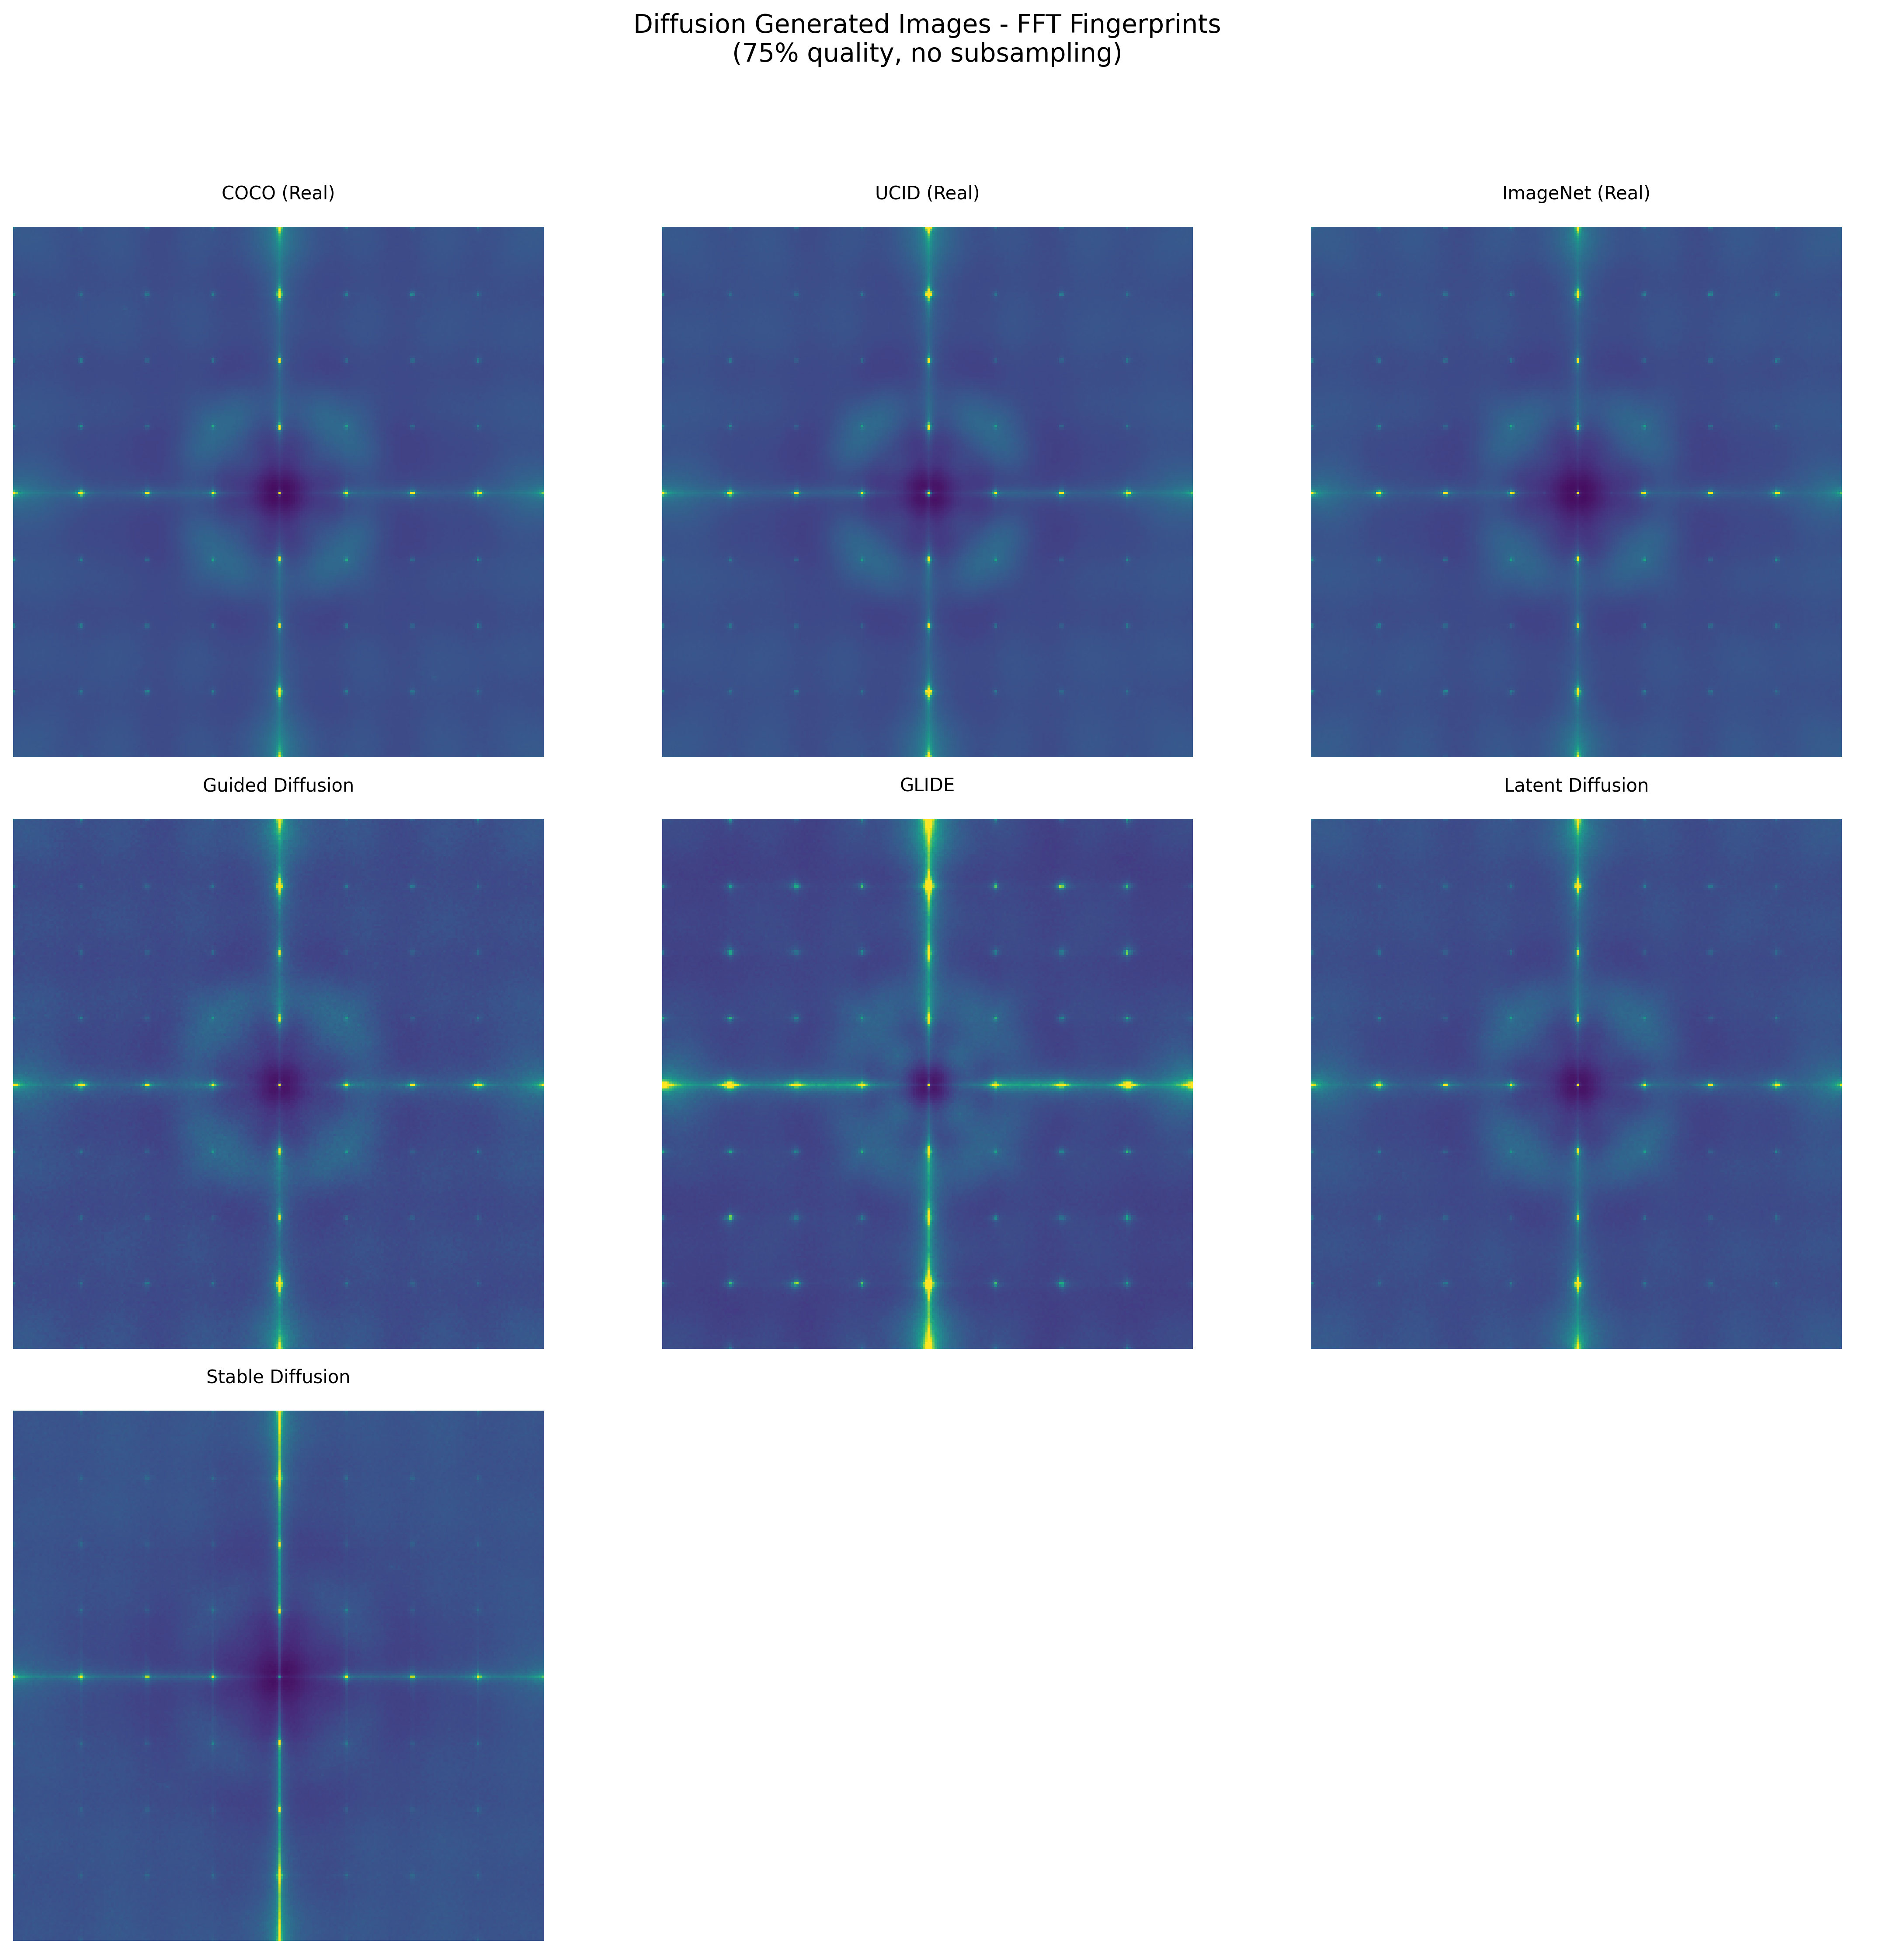 Diffusion Generated Images - FFT Fingerprints
(75% quality, no subsampling)
COCO (Real)
UCID (Real)
ImageNet (Real)
Guided Diffusion
GLIDE
Latent Diffusion
Stable Diffusion